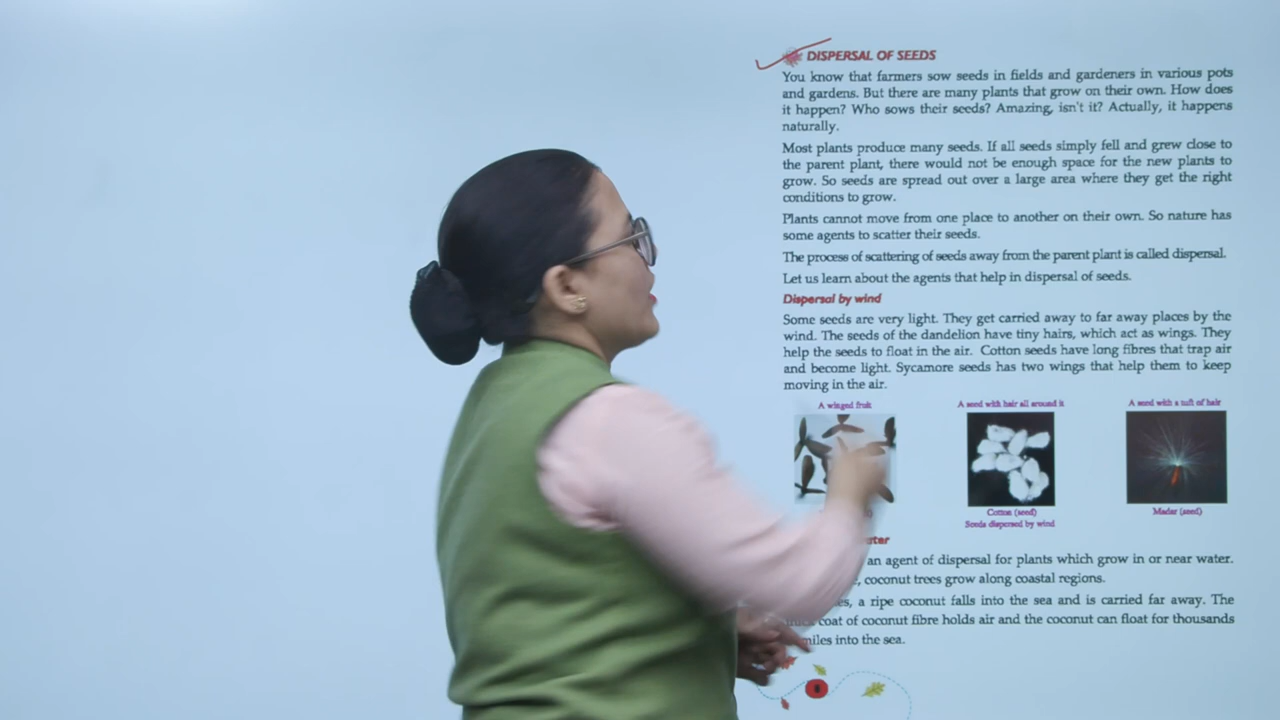 DISPERSAL OF SEEDS
You know that farmers sow seeds in fields and gardeners in various pots
and gardens. But there are many plants that grow on their own. How does
it happen? Who sows their seeds? Amazing, isn't it? Actually, it happens
naturally.
Most plants produce many seeds. If all seeds simply fell and grew close to
the parent plant, there would not be enough space for the new plants to
grow. So seeds are spread out over a large area where they get the right
conditions to grow.
Plants cannot move from one place to another on their own. So nature has
some agents to scatter their seeds.
The process of scattering of seeds away from the parent plant is called dispersal.
Let us learn about the agents that help in dispersal of seeds.
Dispersal by wind
Some seeds are very light. They get carried away to far away places by the
wind. The seeds of the dandelion have tiny hairs, which act as wings. They
help the seeds to float in the air. Cotton seeds have long fibres that trap air
and become light. Sycamore seeds has two wings that help them to keep
moving in the air.
A winged fruit
A seed with hair all around it
A seed with a tuft of hair
Cotton (seed)
Madar (seed)
Seeds dispersed by wind
an agent of dispersal for plants which grow in or near water.
, coconut trees grow along coastal regions.
, a ripe coconut falls into the sea and is carried far away. The
coat of coconut fibre holds air and the coconut can float for thousands
miles into the sea.